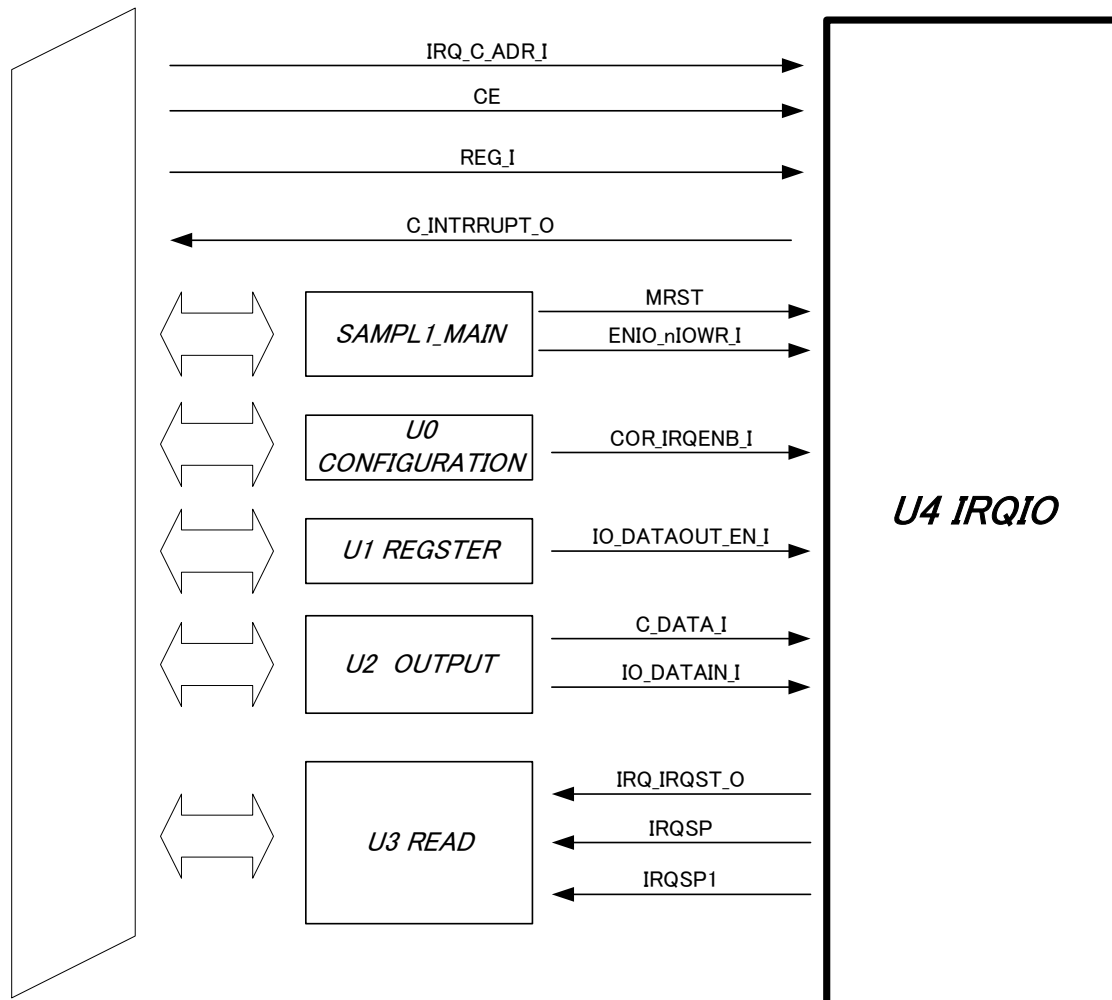 IRQ_C_ADR_I
CE
REG_I
C_INTRRUPT_O
MRST
SAMPL1_MAIN
ENIO_nIOWR_I
U0
CONFIGURATION
COR_IRQENB_I
U4 IRQIO
U1 REGSTER
IO_DATAOUT_EN_I
C_DATA_I
U2 OUTPUT
IO_DATAIN_I
IRQ_IRQST_O
U3 READ
IRQSP
IRQSP1